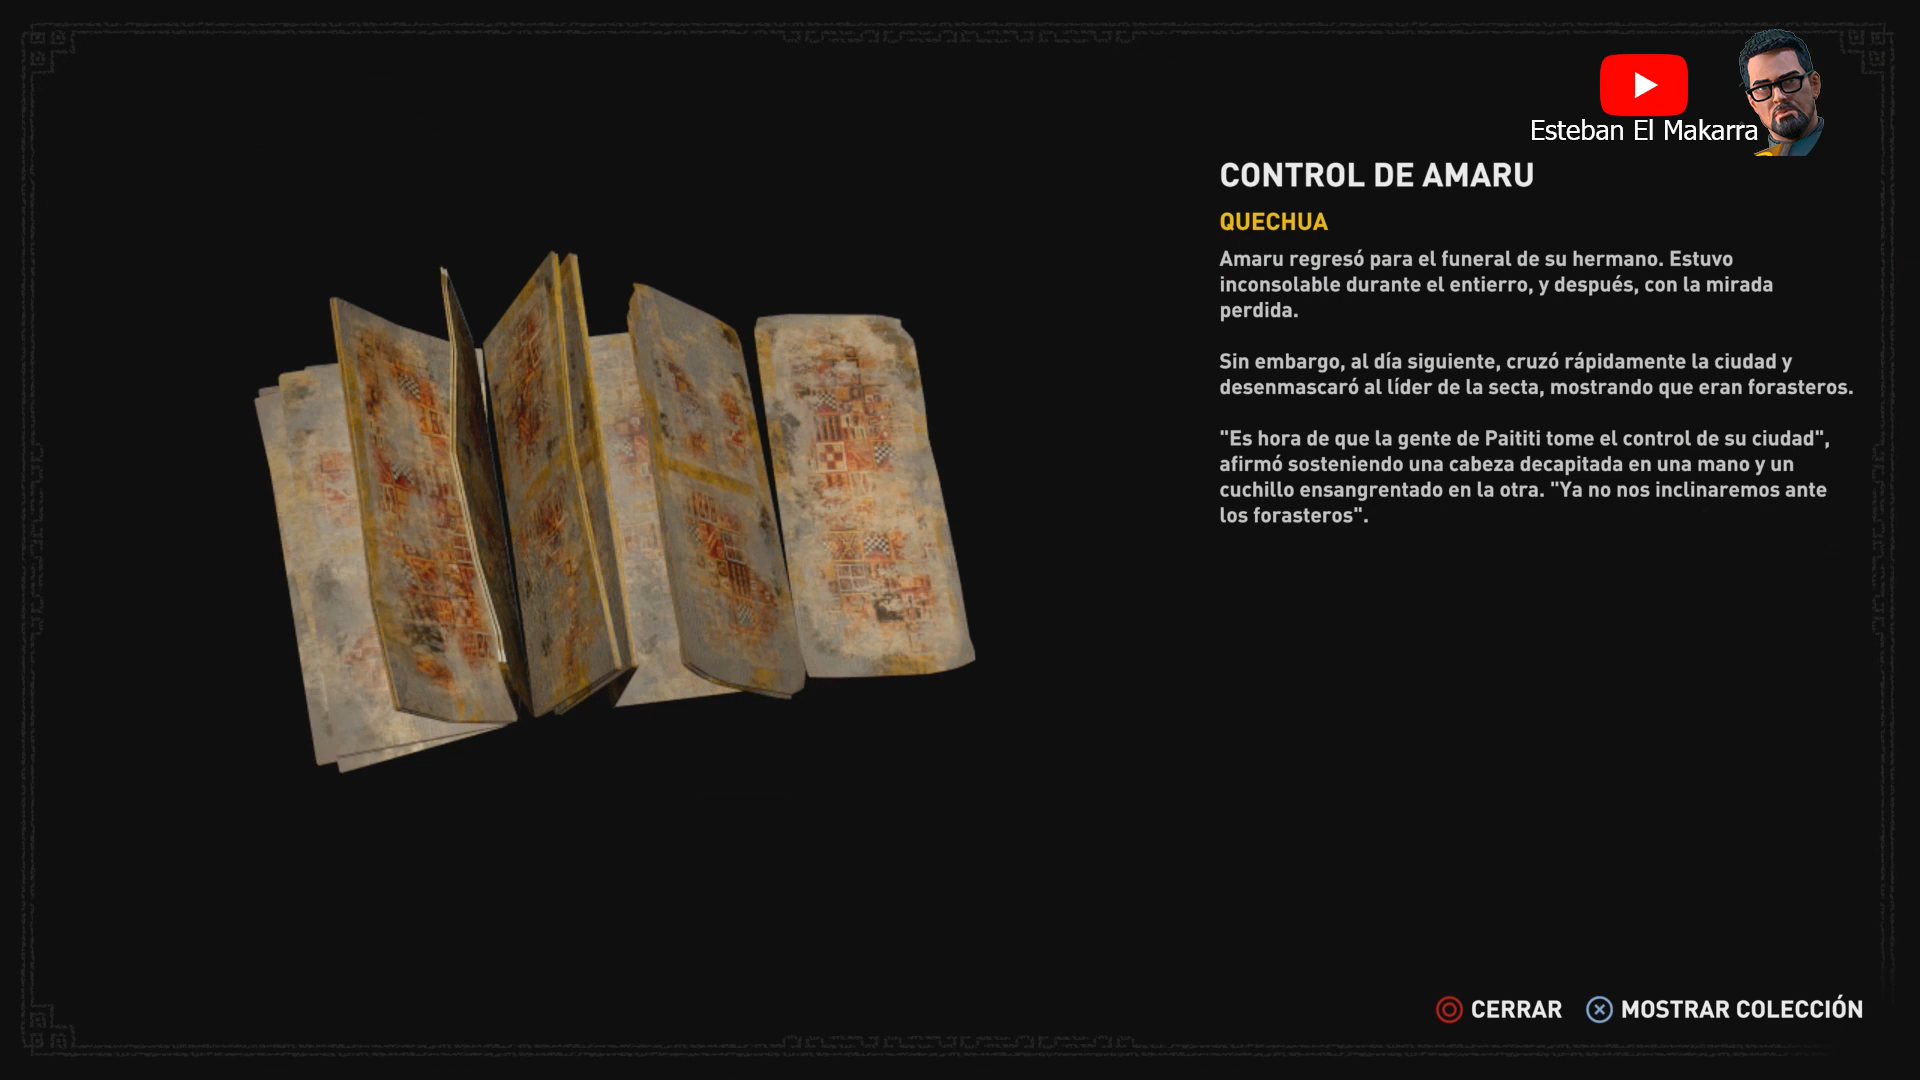 Esteban El Makarra
CONTROL DE AMARU
QUECHUA
Amaru regresó para el funeral de su hermano. Estuvo
inconsolable durante el entierro, y después, con la mirada
perdida.
Sin embargo, al día siguiente, cruzó rápidamente la ciudad y
desenmascaró al líder de la secta, mostrando que eran forasteros.
"Es hora de que la gente de Paititi tome el control de su ciudad",
afirmó sosteniendo una cabeza decapitada en una mano y un
cuchillo ensangrentado en la otra. "Ya no nos inclinaremos ante
los forasteros".
CERRAR MOSTRAR COLECCIÓN